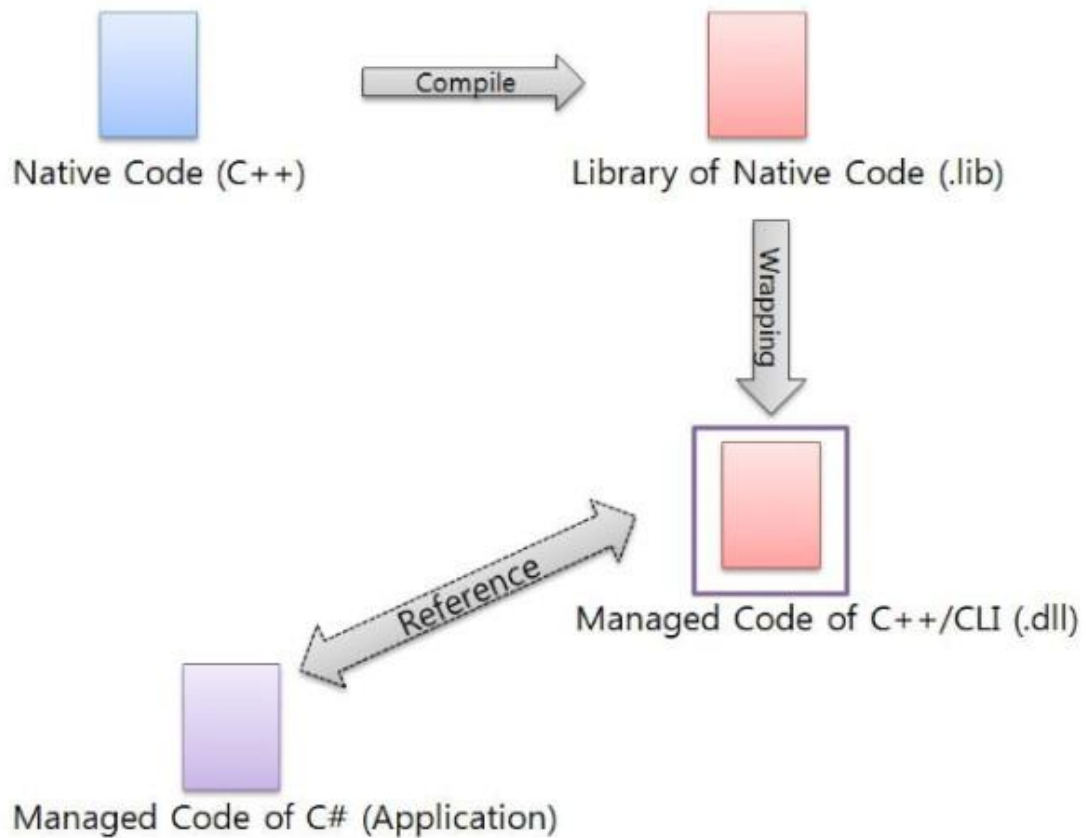 Compile
Native Code (C++)
Library of Native Code (.lib)
Wrapping
Reference
Managed Code of C++/CLI (.dll)
Managed Code of C# (Application)